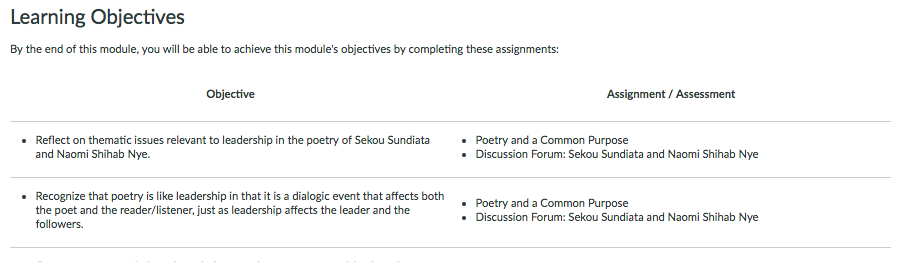 Learning Objectives
By the end of this module, you will be able to achieve this module's objectives by completing these assignments:
Objective
Assignment / Assessment
• Reflect on thematic issues relevant to leadership in the poetry of Sekou Sundiata
and Naomi Shihab Nye.
• Poetry and a Common Purpose
• Discussion Forum: Sekou Sundiata and Naomi Shihab Nye
• Recognize that poetry is like leadership in that it is a dialogic event that affects both
the poet and the reader/listener, just as leadership affects the leader and the
followers.
• Poetry and a Common Purpose
• Discussion Forum: Sekou Sundiata and Naomi Shihab Nye